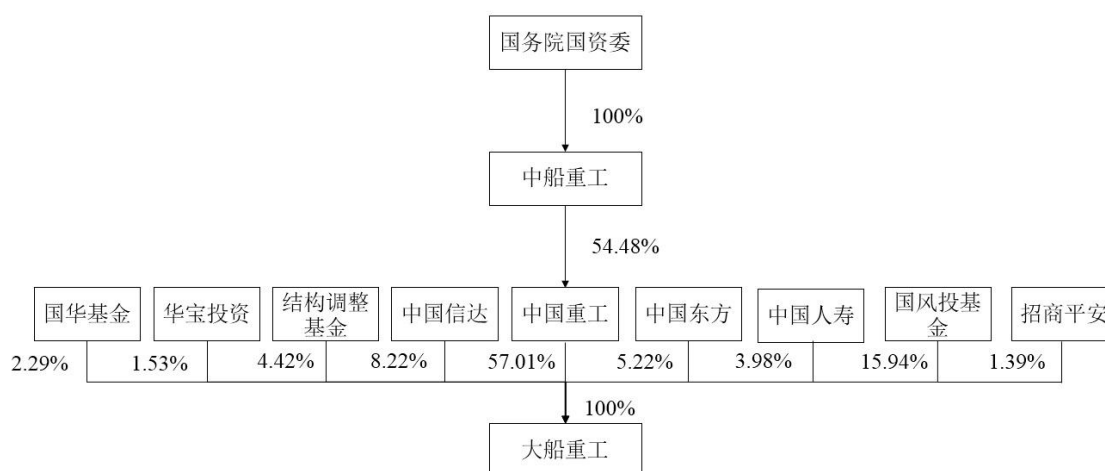 国务院国资委
100%
中船重工
54.48%
国华基金
华宝投资
结构调整
基金
中国信达
中国重工
中国东方
中国人寿
国风投基
金
招商平安
2.29%
1.53%
4.42%
8.22%
57.01%
5.22%
3.98%
15.94%
1.39%
100%
大船重工